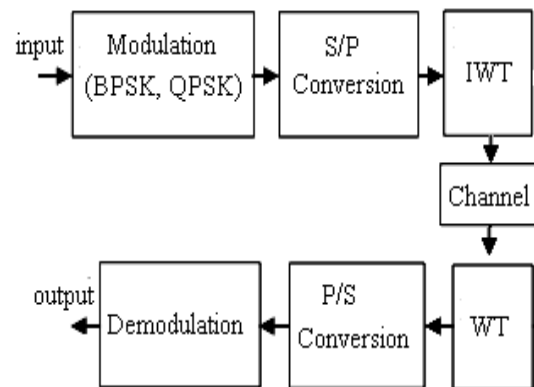 input
Modulation
(BPSK, QPSK)
S/P
Conversion
IWT
Channel
WT
P/S
Conversion
Demodulation
output